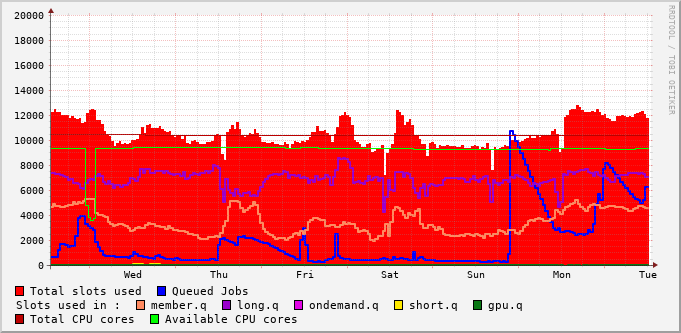 20000
18000
16000
14000
12000
10000
8000
6000
4000
2000
0
Wed Thu Fri Sat Sun Mon Tue
RRDTOOL / TOBI OETIKER
Total slots used Queued Jobs
Slots used in : member.q long.q ondemand.q short.q gpu.q
Total CPU cores Available CPU cores